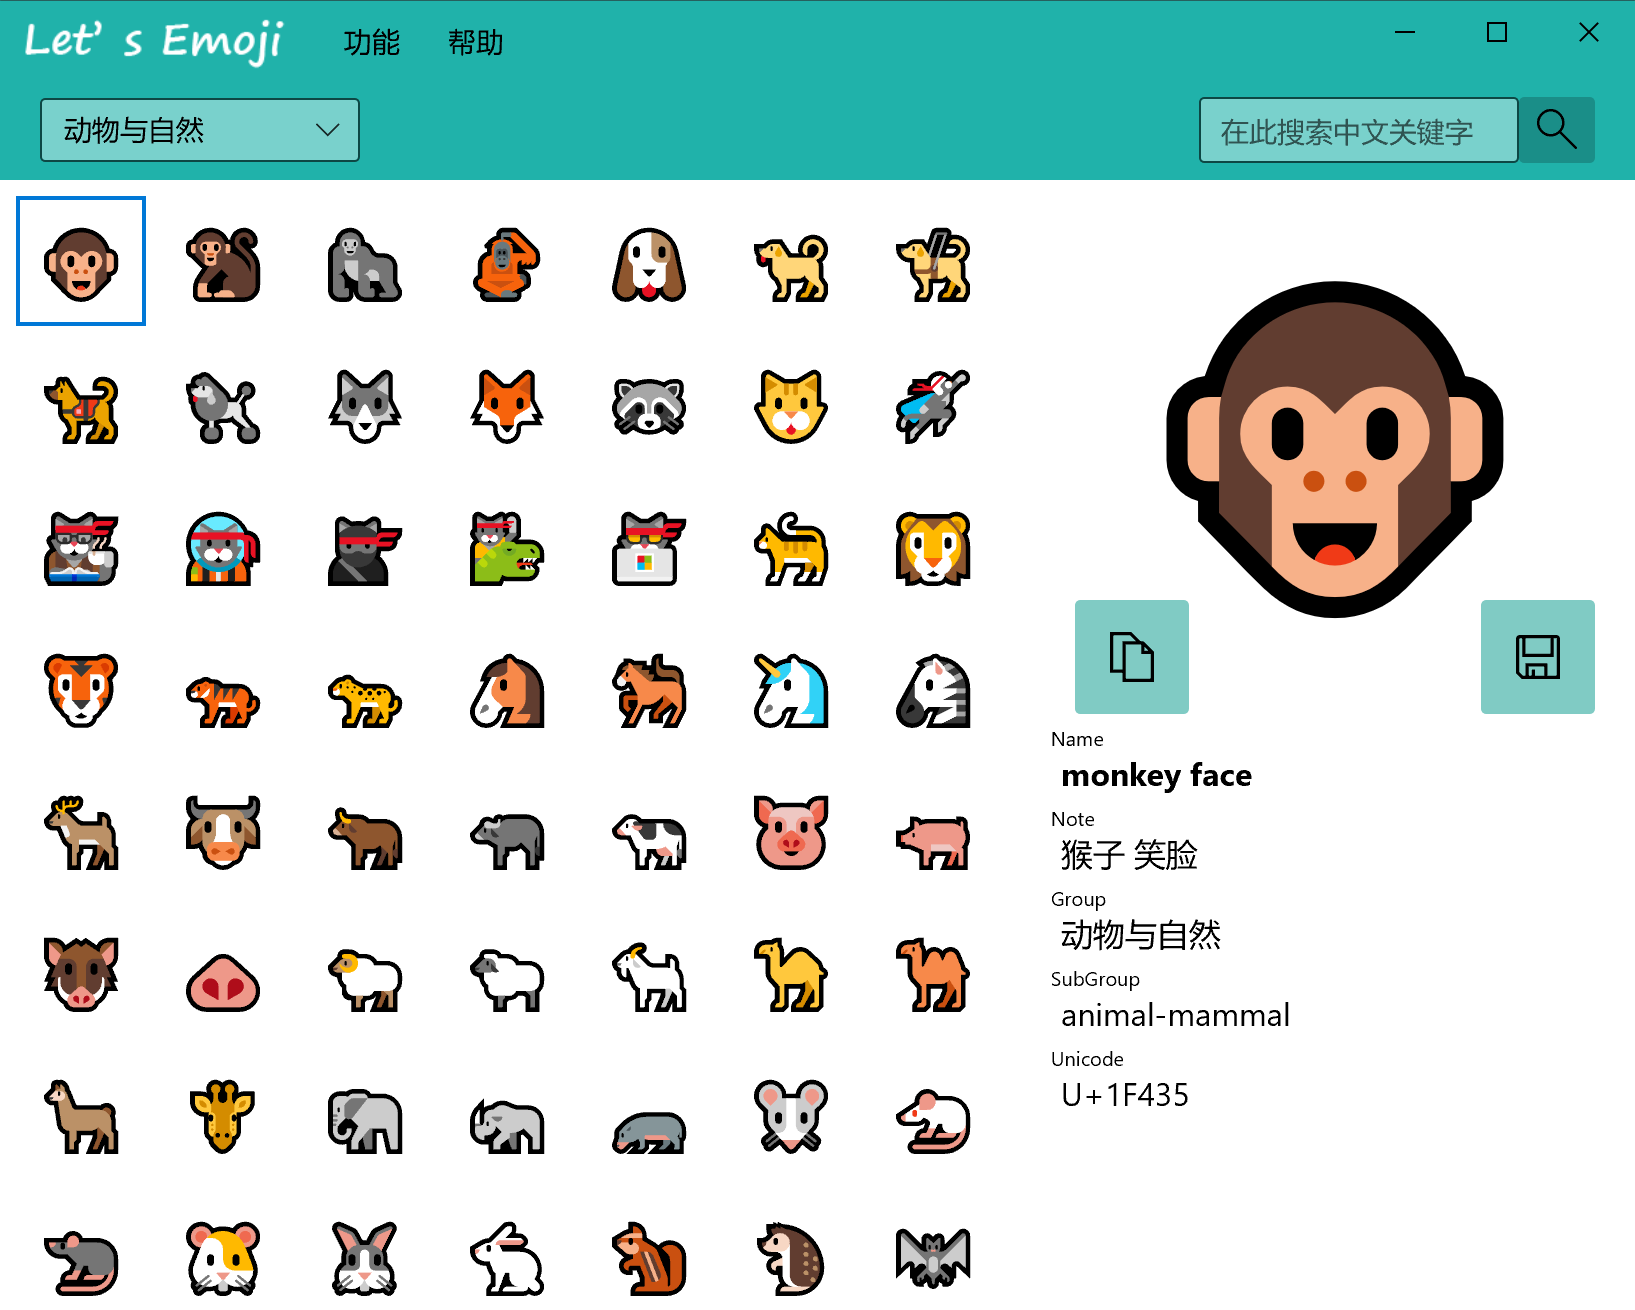 Let’s Emoji
功能
帮助
动物与自然
在此搜索中文关键字
Name
monkey face
Note
猴子 笑脸
Group
动物与自然
SubGroup
animal-mammal
Unicode
U+1F435